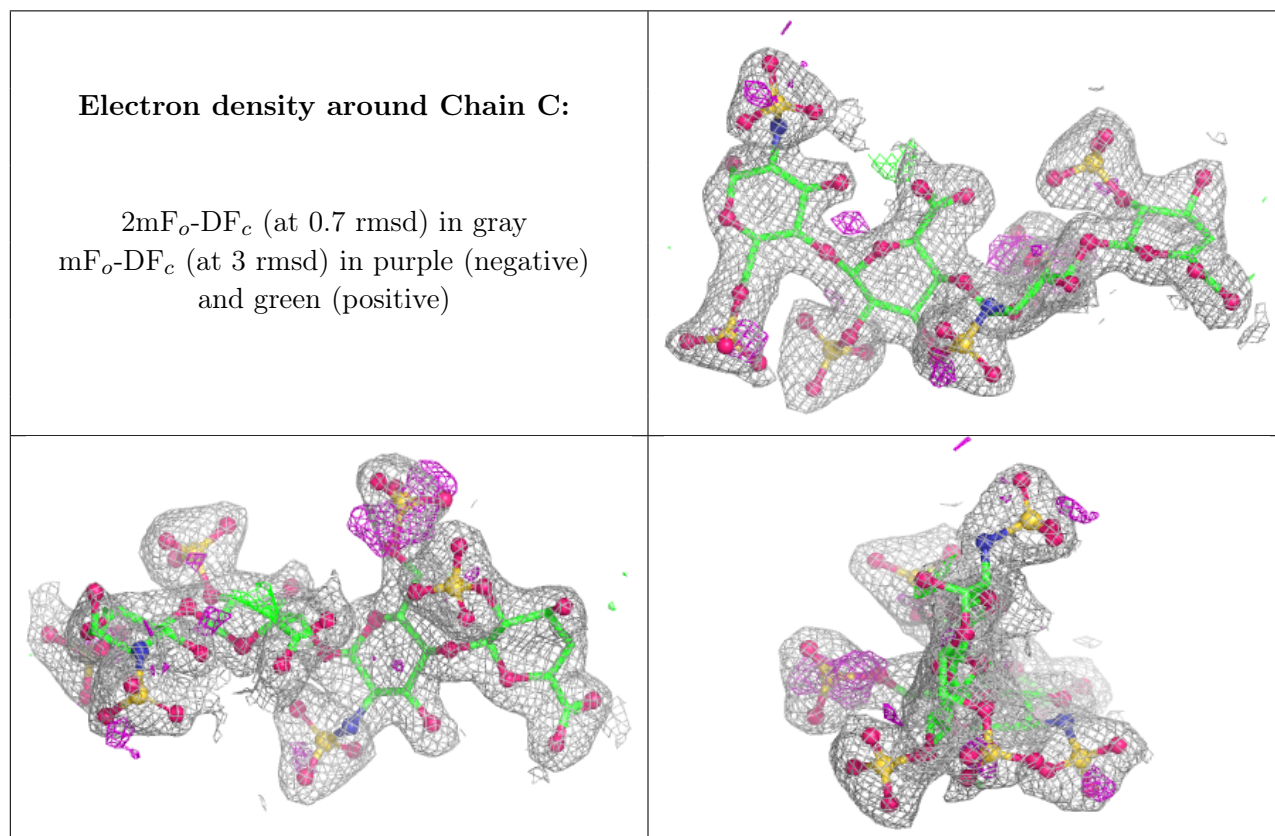 Electron density around Chain C:
2mFo-DFc (at 0.7 rmsd) in gray
mFo-DFc (at 3 rmsd) in purple (negative)
and green (positive)